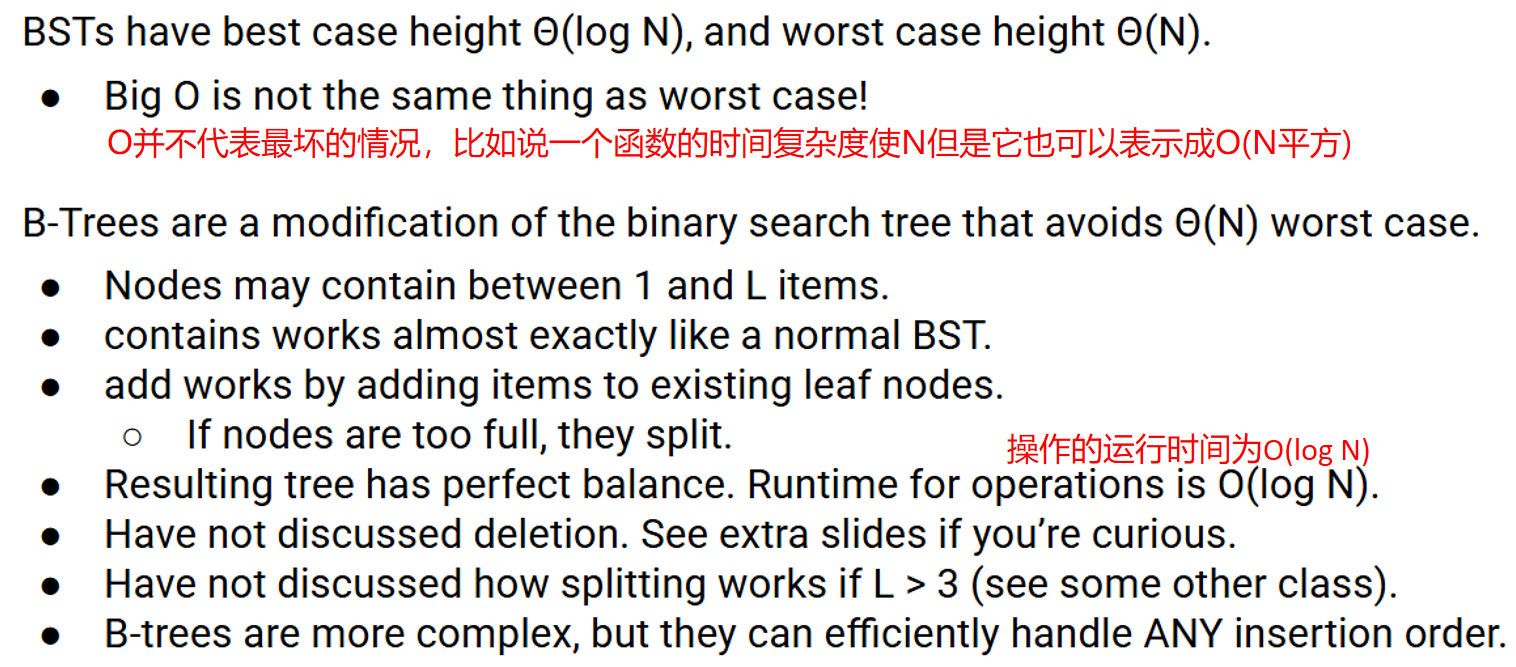 BSTs have best case height Θ(log N), and worst case height Θ(N).
● Big O is not the same thing as worst case!
O并不代表最坏的情况，比如说一个函数的时间复杂度使N但是它也可以表示成O(N平方)
B-Trees are a modification of the binary search tree that avoids Θ(N) worst case.
● Nodes may contain between 1 and L items.
● contains works almost exactly like a normal BST.
● add works by adding items to existing leaf nodes.
○ If nodes are too full, they split.
操作的运行时间为O(log N)
● Resulting tree has perfect balance. Runtime for operations is O(log N).
● Have not discussed deletion. See extra slides if you’re curious.
● Have not discussed how splitting works if L > 3 (see some other class).
● B-trees are more complex, but they can efficiently handle ANY insertion order.